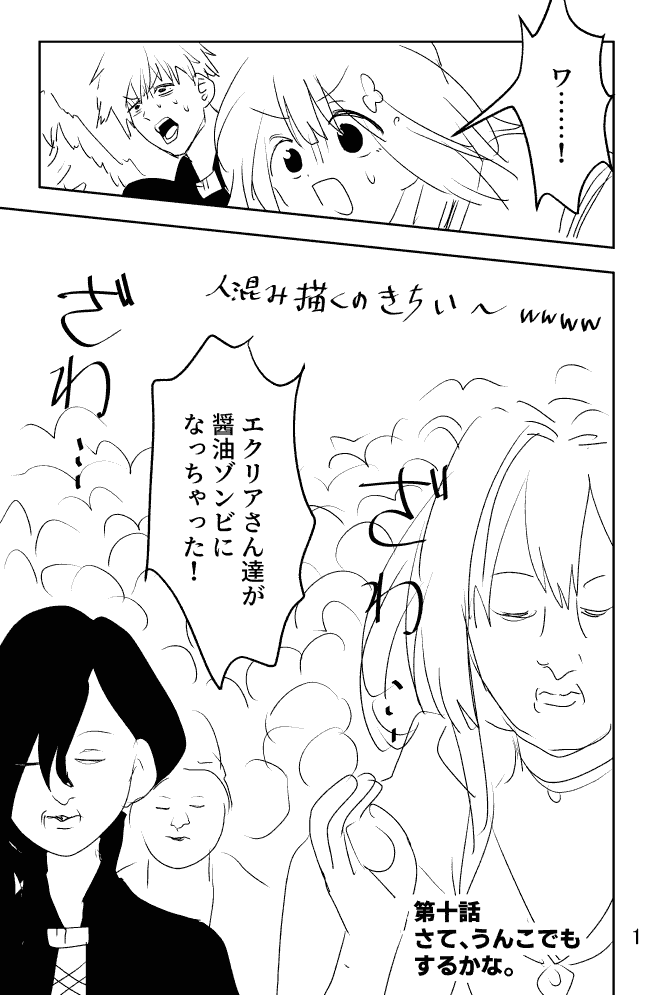 ワ……！
人混み描くのきちい〜wwww
ざわ…
エクリアさん達が
醤油ゾンビに
なっちゃった！
ざわ…
第十話
さて、うんこでも
するかな。
1